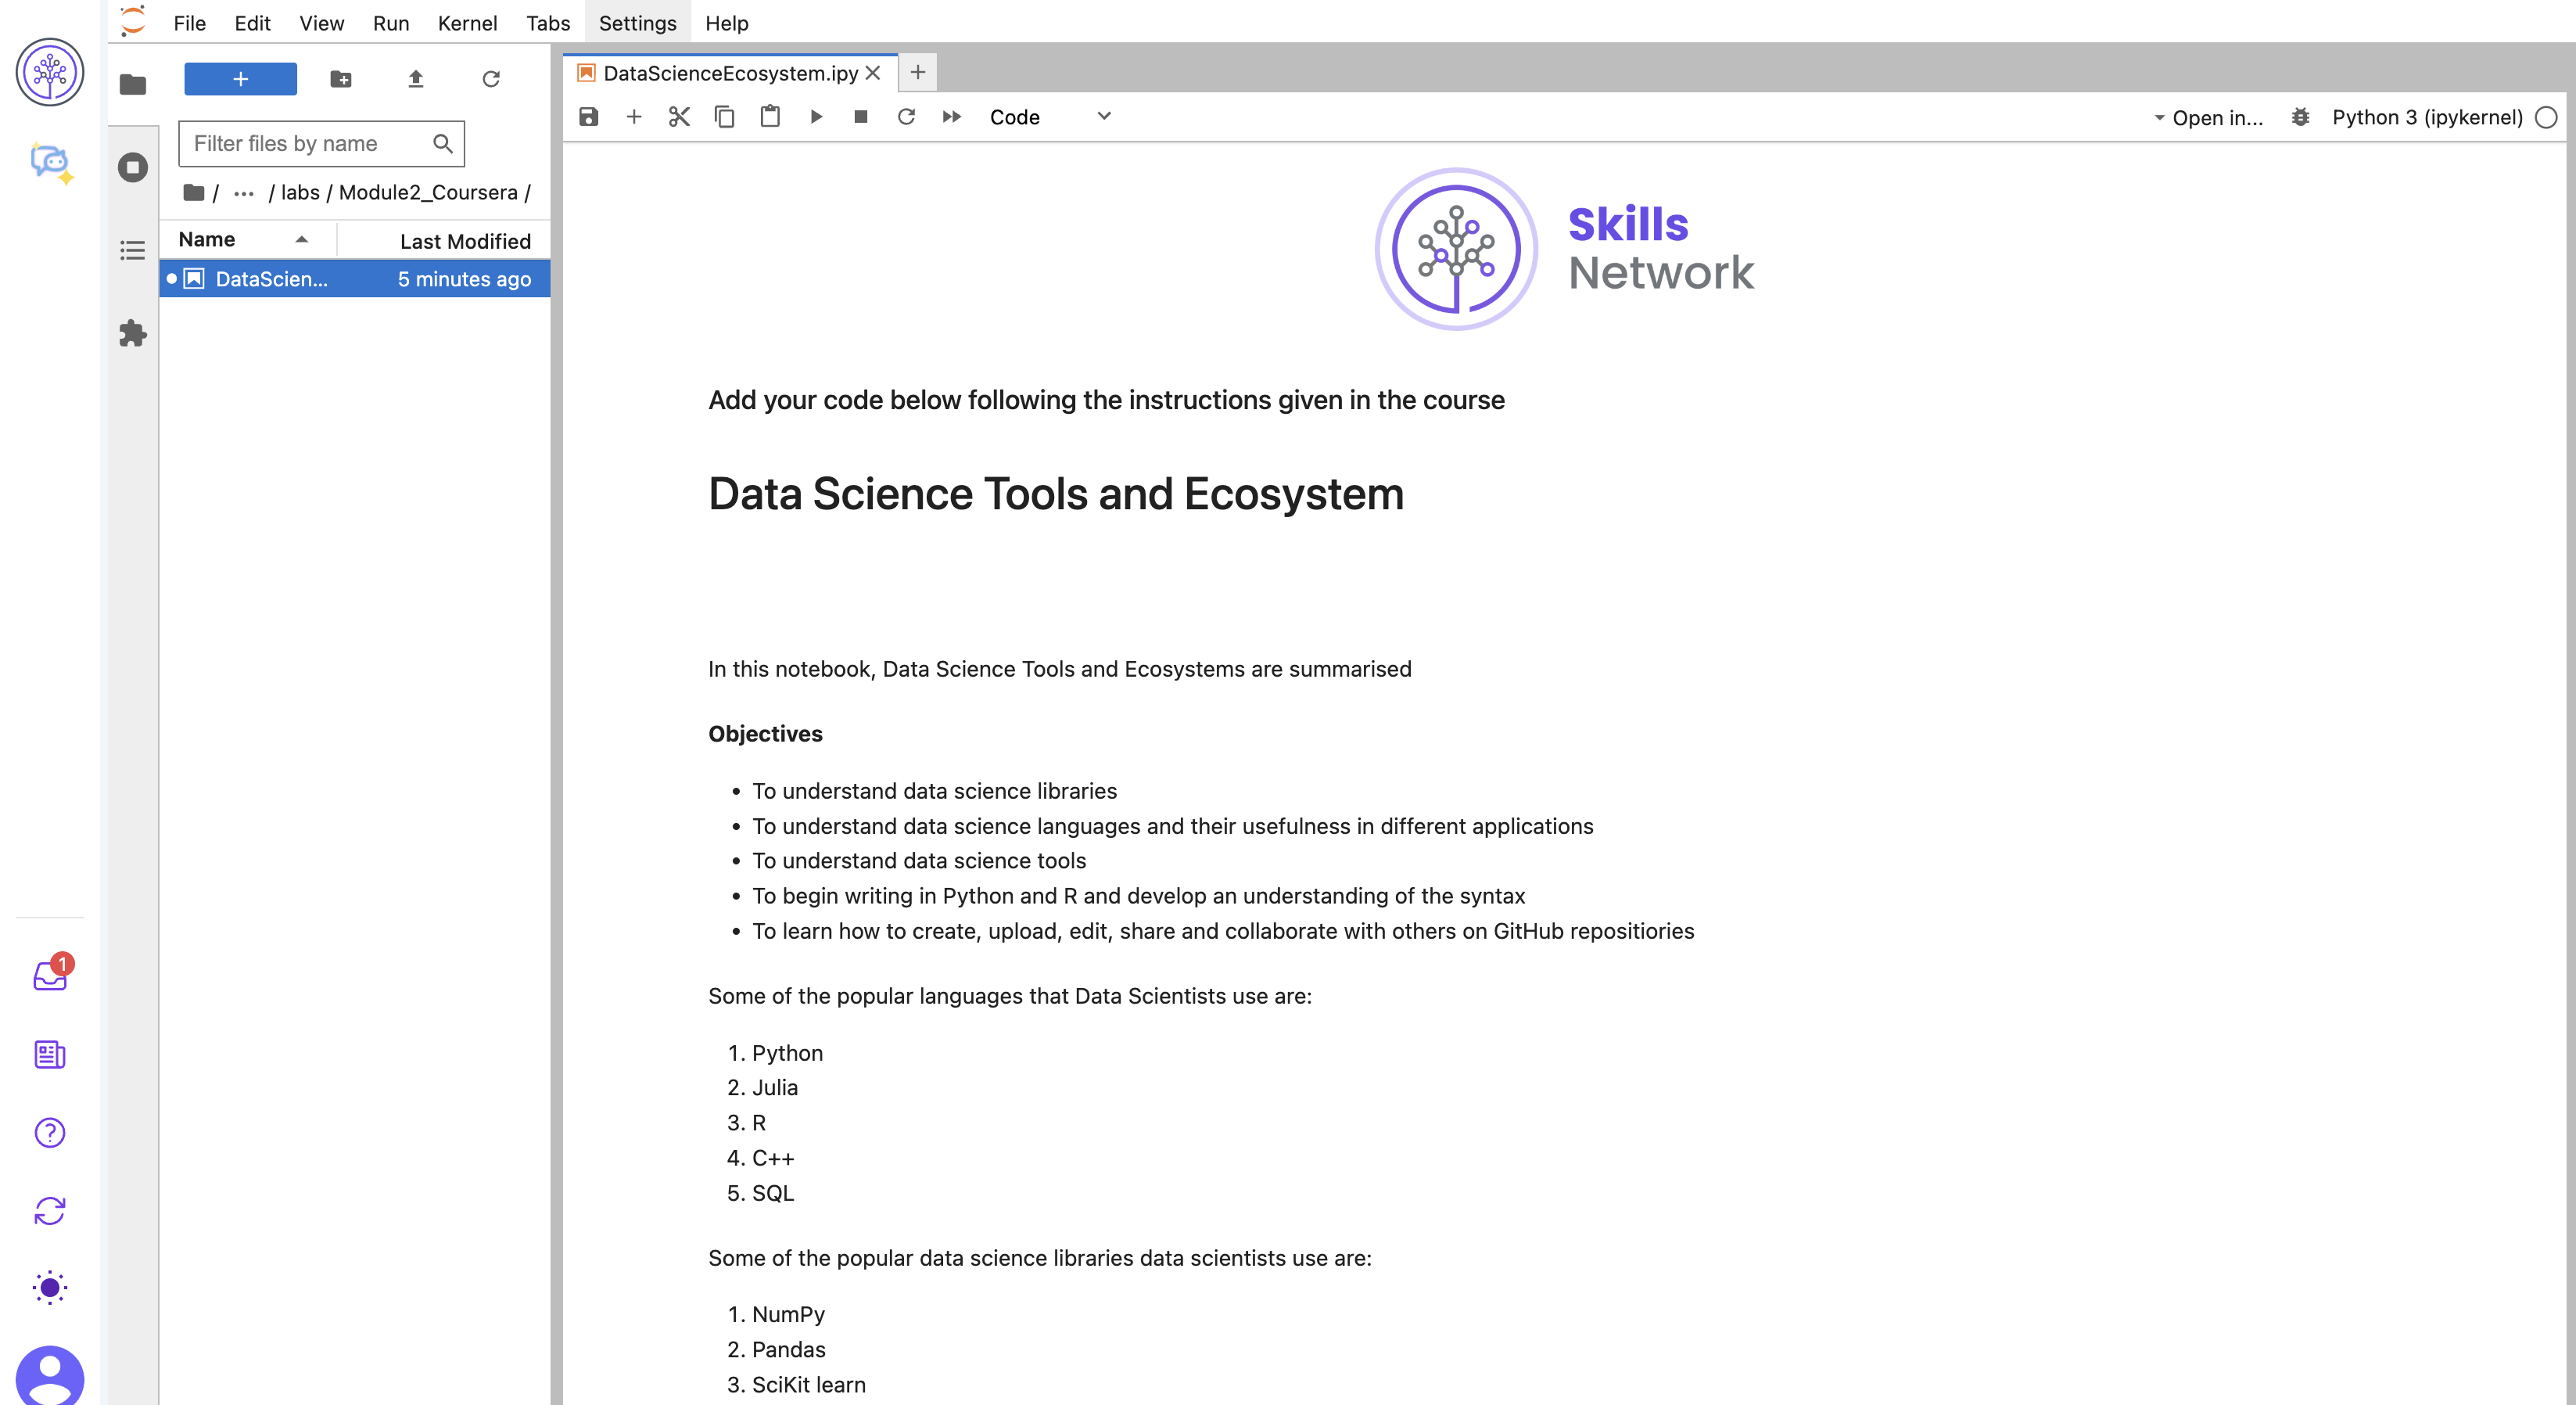 File Edit View Run Kernel Tabs Settings Help
+
Filter files by name
/ ··· / labs / Module2_Coursera /
Name Last Modified
DataScien... 5 minutes ago
DataScienceEcosystem.ipy
Code
Open in...
Python 3 (ipykernel)
Skills
Network
Add your code below following the instructions given in the course
Data Science Tools and Ecosystem
In this notebook, Data Science Tools and Ecosystems are summarised
Objectives
• To understand data science libraries
• To understand data science languages and their usefulness in different applications
• To understand data science tools
• To begin writing in Python and R and develop an understanding of the syntax
• To learn how to create, upload, edit, share and collaborate with others on GitHub repositiories
Some of the popular languages that Data Scientists use are:
1. Python
2. Julia
3. R
4. C++
5. SQL
Some of the popular data science libraries data scientists use are:
1. NumPy
2. Pandas
3. SciKit learn
1